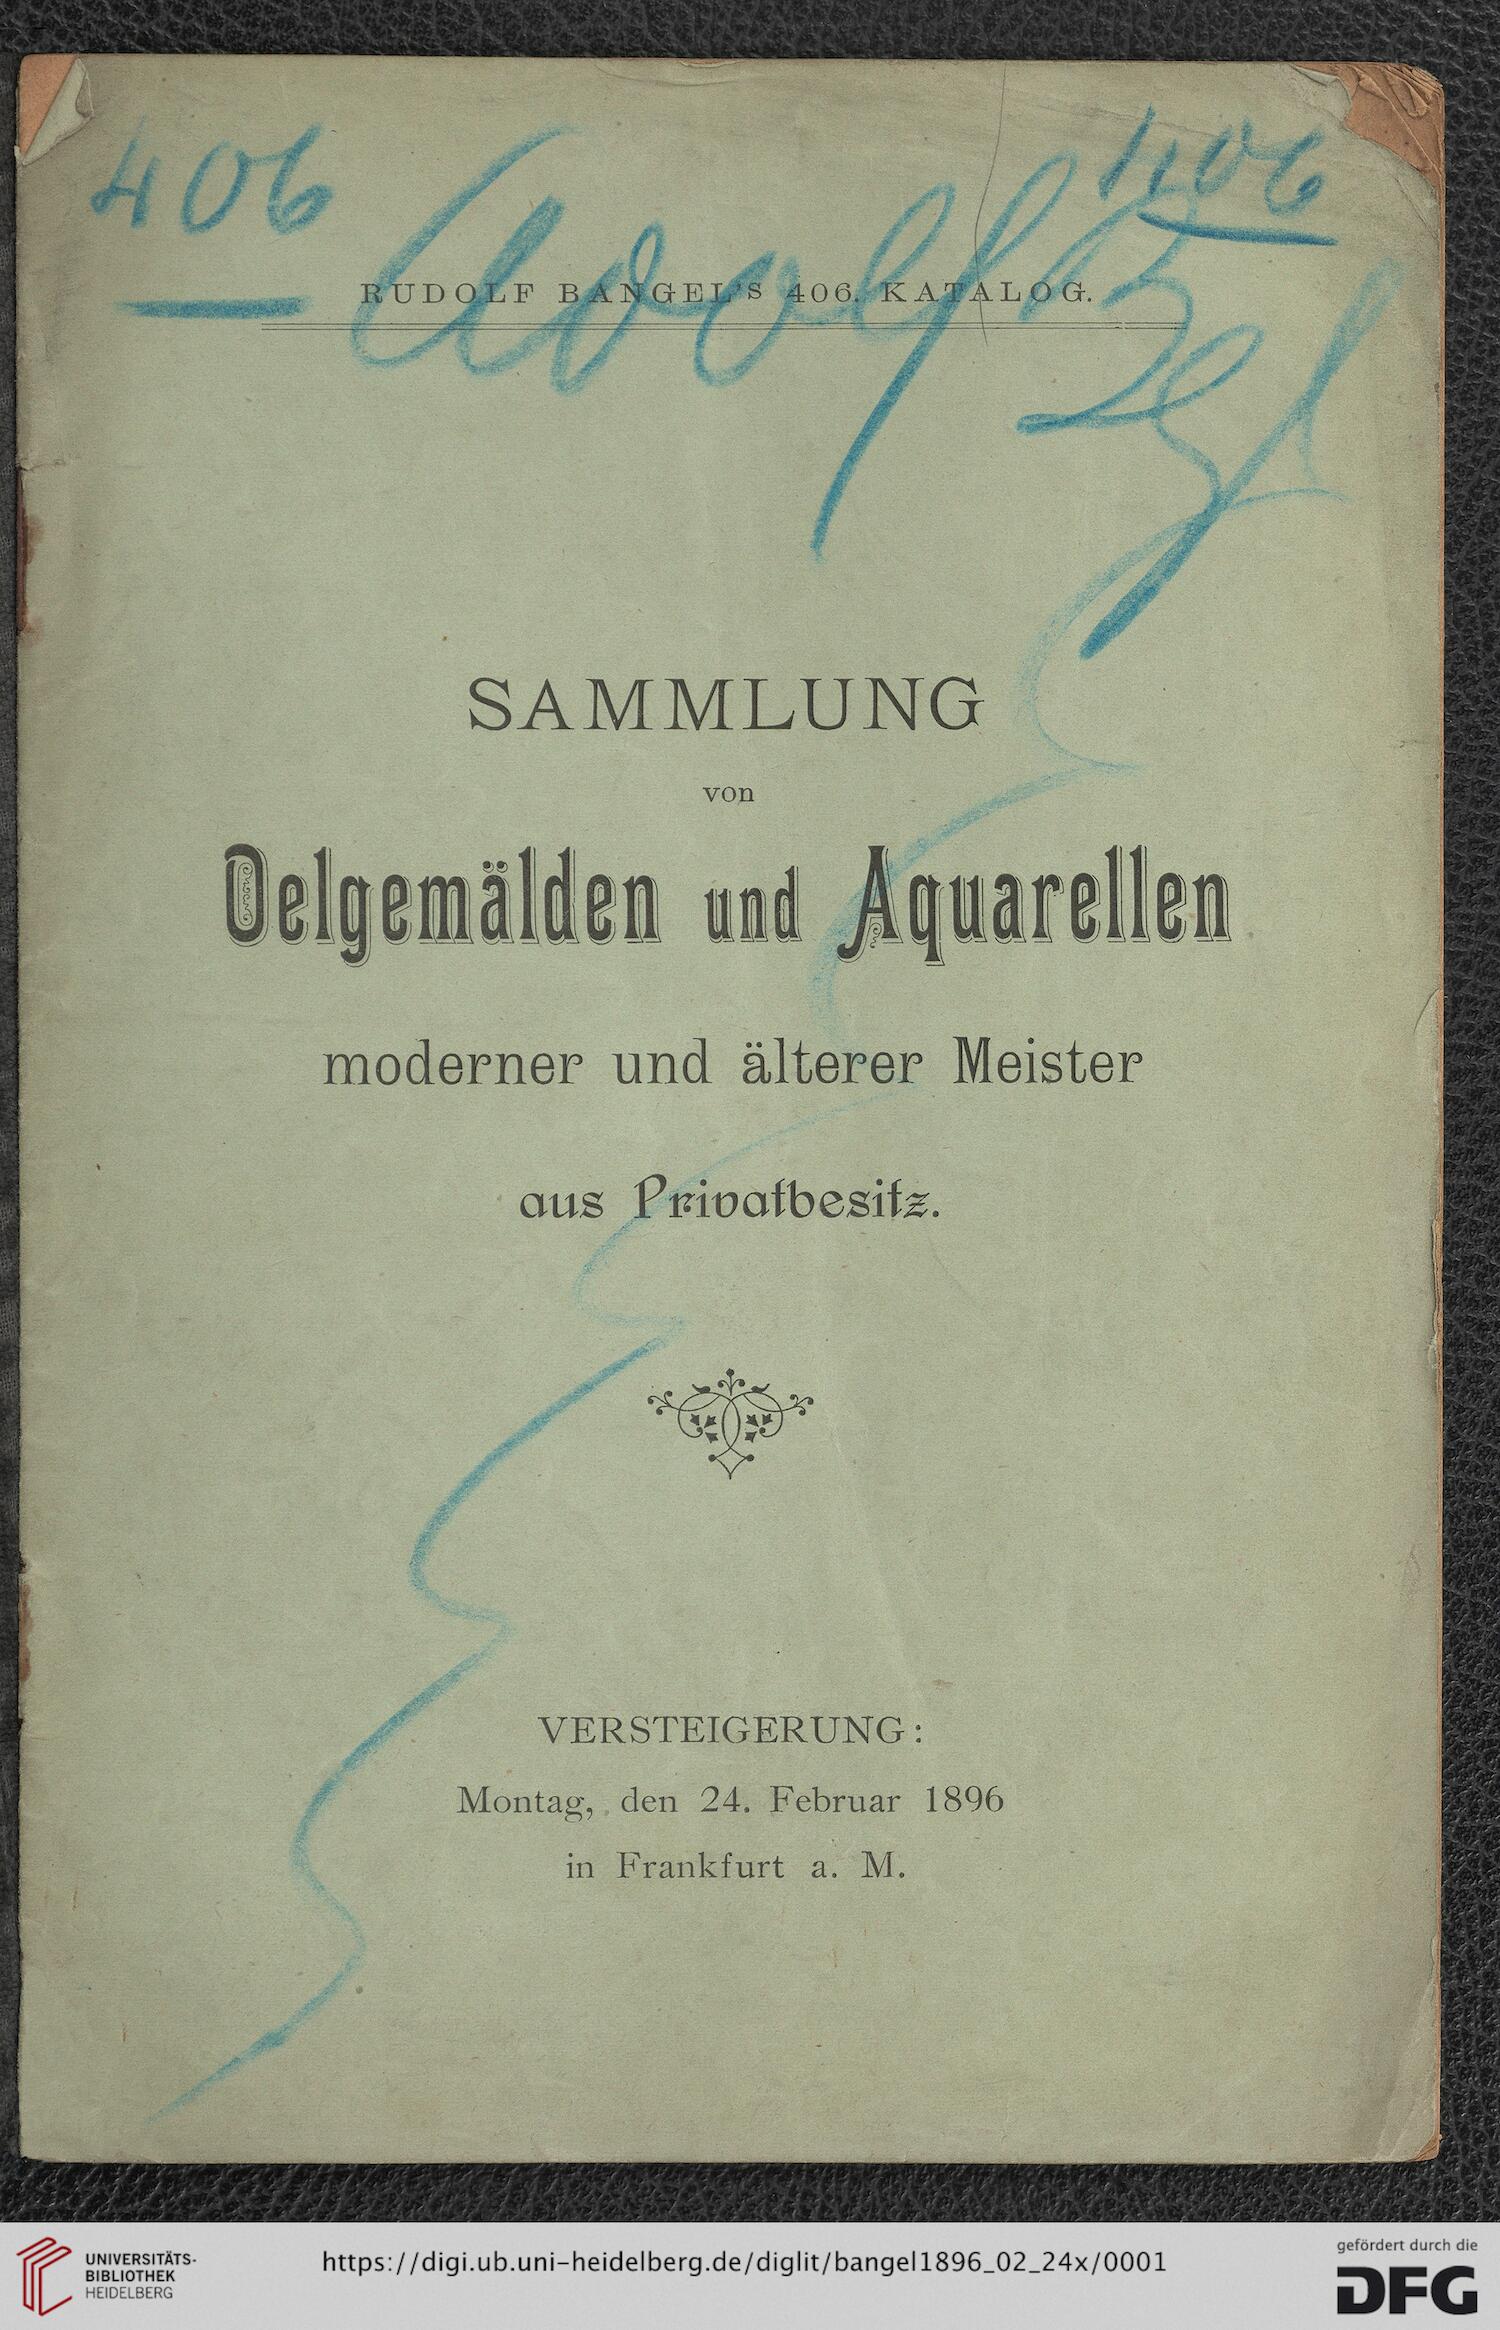 406
406
Adolf
RUDOLF BANGEL'S 406. KATALOG.
SAMMLUNG
von
Oelgemälden und Aquarellen
moderner und älterer Meister
aus Privatbesitz.
VERSTEIGERUNG:
Montag, den 24. Februar 1896
in Frankfurt a. M.
UNIVERSITÄTS-
BIBLIOTHEK
HEIDELBERG
https://digi.ub.uni-heidelberg.de/diglit/bangel1896_02_24x/0001
gefördert durch die
DFG